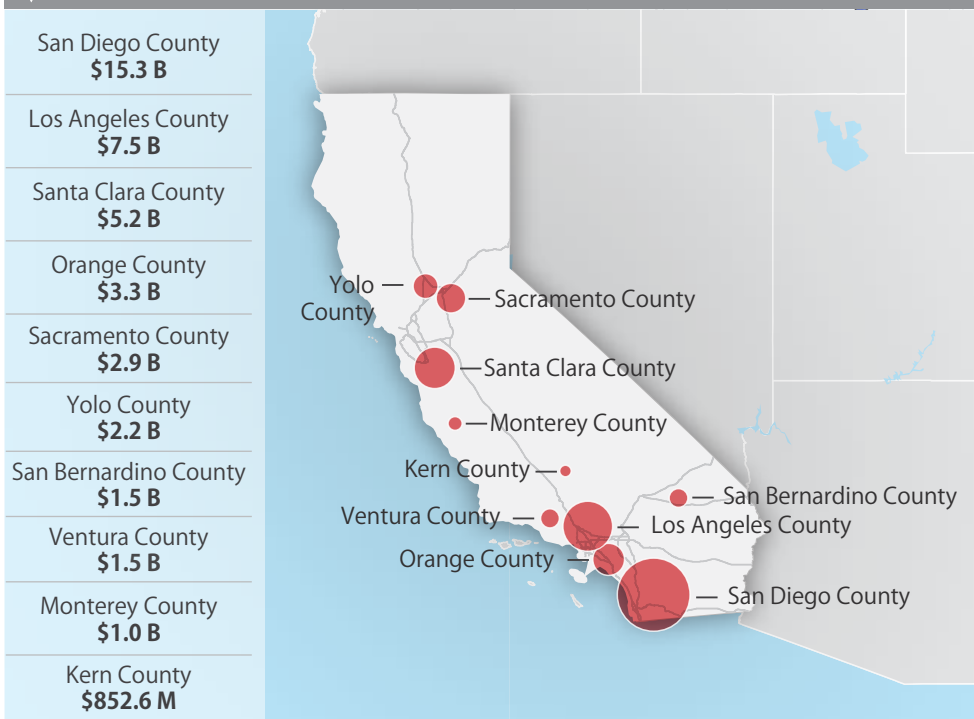 San Diego County
$15.3 B
Los Angeles County
$7.5 B
Santa Clara County
$5.2 B
Orange County
$3.3 B
Sacramento County
$2.9 B
Yolo County
$2.2 B
San Bernardino County
$1.5 B
Ventura County
$1.5 B
Monterey County
$1.0 B
Kern County
$852.6 M
Yolo
County
Sacramento County
Santa Clara County
Monterey County
Kern County
San Bernardino County
Ventura County
Los Angeles County
Orange County
San Diego County